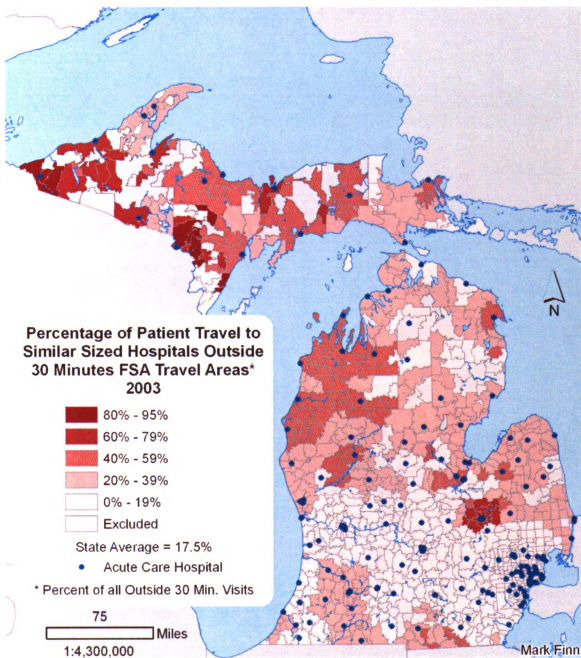 N
Percentage of Patient Travel to
Similar Sized Hospitals Outside
30 Minutes FSA Travel Areas*
2003
80% - 95%
60% - 79%
40% - 59%
20% - 39%
0% - 19%
Excluded
State Average = 17.5%
Acute Care Hospital
* Percent of all Outside 30 Min. Visits
75
Miles
1:4,300,000
Mark Finn